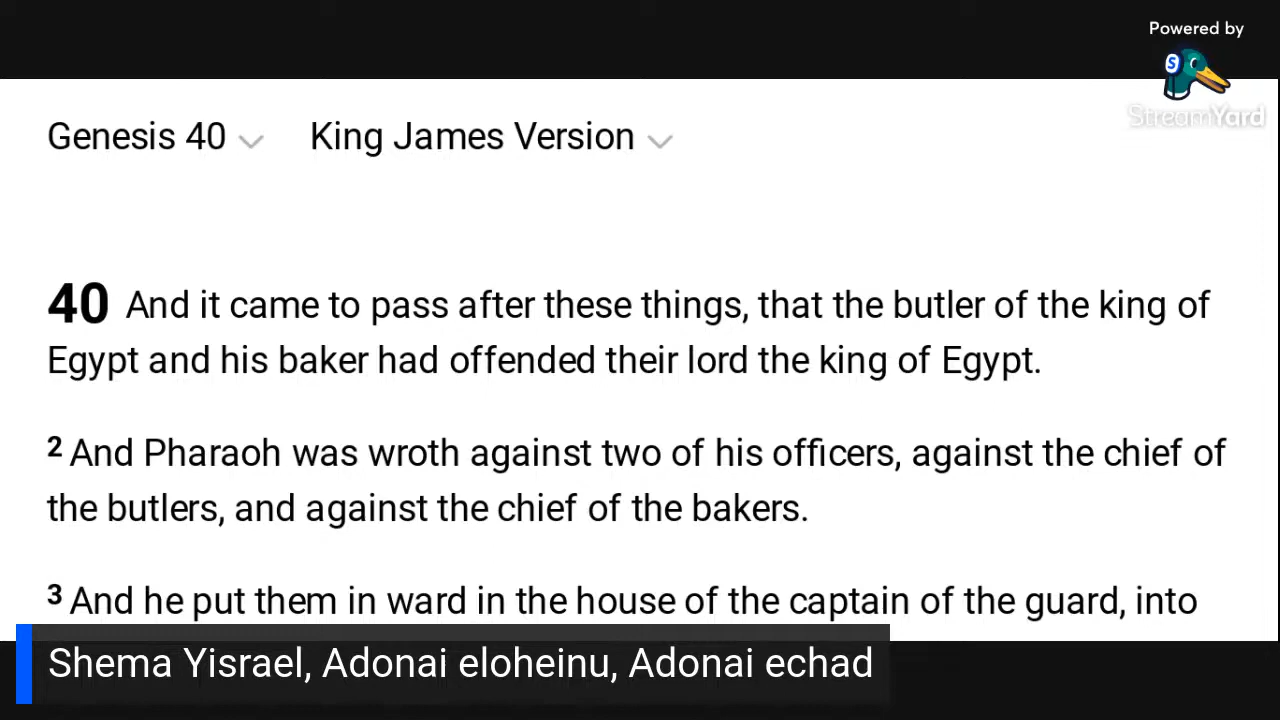 Powered by
StreamYard
Genesis 40 King James Version
40 And it came to pass after these things, that the butler of the king of
Egypt and his baker had offended their lord the king of Egypt.
2 And Pharaoh was wroth against two of his officers, against the chief of
the butlers, and against the chief of the bakers.
3 And he put them in ward in the house of the captain of the guard, into
Shema Yisrael, Adonai eloheinu, Adonai echad